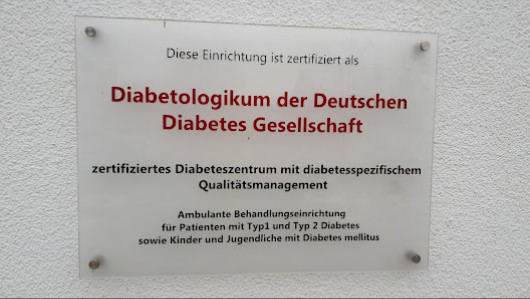 Diese Einrichtung ist zertifiziert als
Diabetologikum der Deutschen
Diabetes Gesellschaft
zertifiziertes Diabeteszentrum mit diabetesspezifischem
Qualitätsmanagement
Ambulante Behandlungseinrichtung
für Patienten mit Typ1 und Typ 2 Diabetes
sowie Kinder und Jugendliche mit Diabetes mellitus